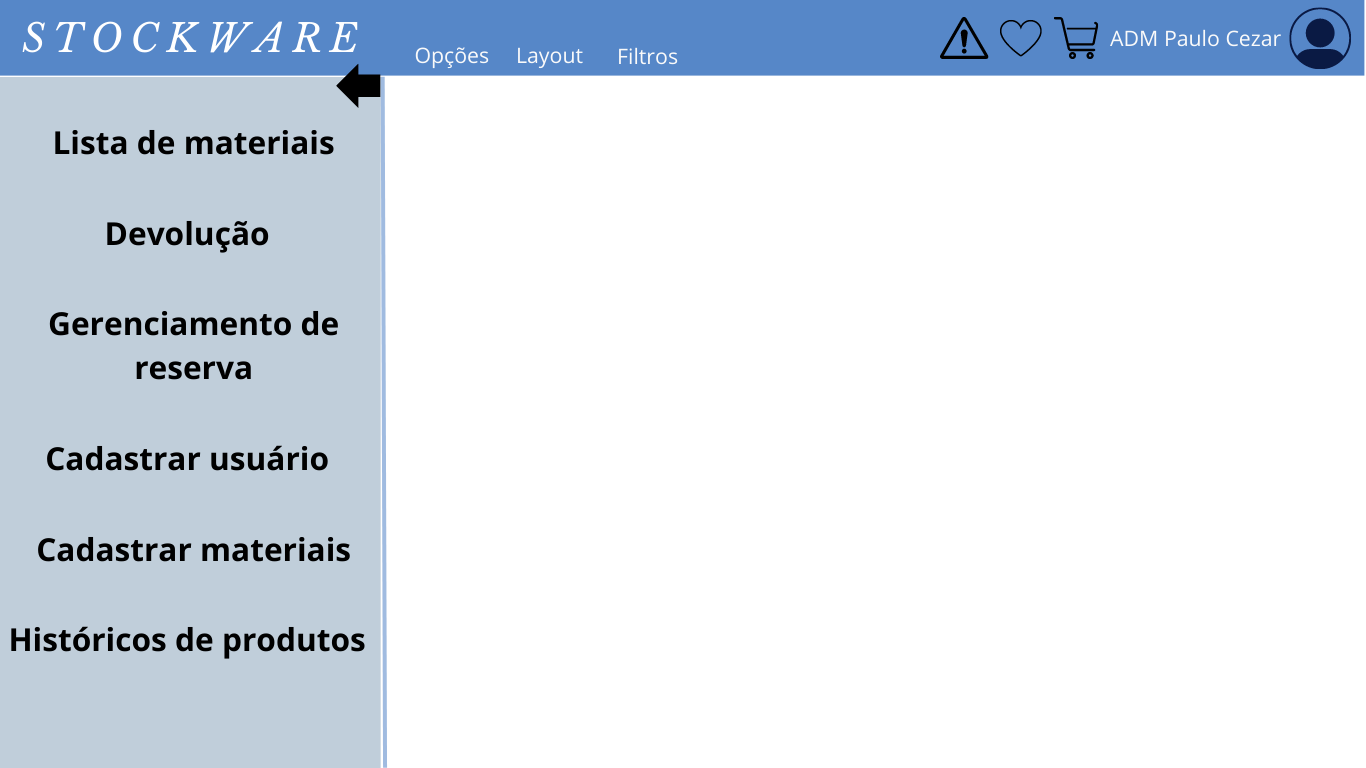 STOCKWARE
Opções Layout Filtros
ADM Paulo Cezar
Lista de materiais
Devolução
Gerenciamento de
reserva
Cadastrar usuário
Cadastrar materiais
Históricos de produtos